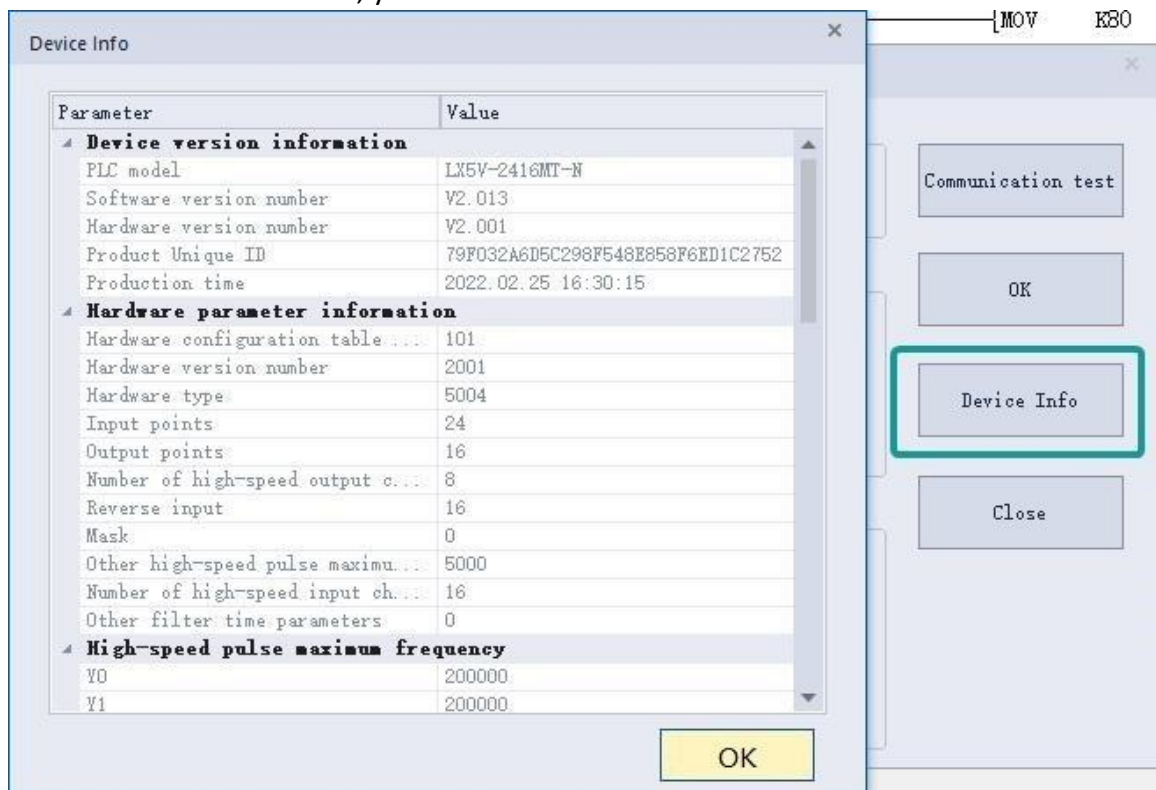 Device Info
Parameter Value
Device version information
PLC model LX5V-2416MT-N
Software version number V2.013
Hardware version number V2.001
Product Unique ID 79F032A6D5C298F548E858F6ED1C2752
Production time 2022.02.25 16:30:15
Hardware parameter information
Hardware configuration table ... 101
Hardware version number 2001
Hardware type 5004
Input points 24
Output points 16
Number of high-speed output c... 8
Reverse input 16
Mask 0
Other high-speed pulse maximu... 5000
Number of high-speed input ch... 16
Other filter time parameters 0
High-speed pulse maximum frequency
Y0 200000
Y1 200000
OK
MOV K80
Communication test
OK
Device Info
Close